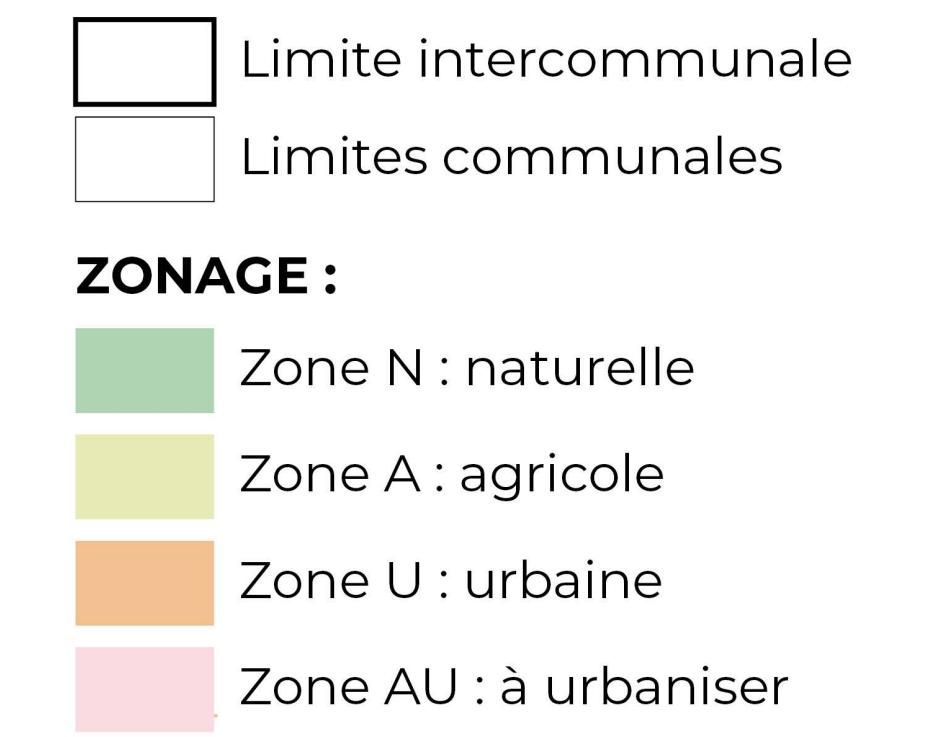 Limite intercommunale
Limites communales
ZONAGE :
Zone N : naturelle
Zone A : agricole
Zone U : urbaine
Zone AU : à urbaniser